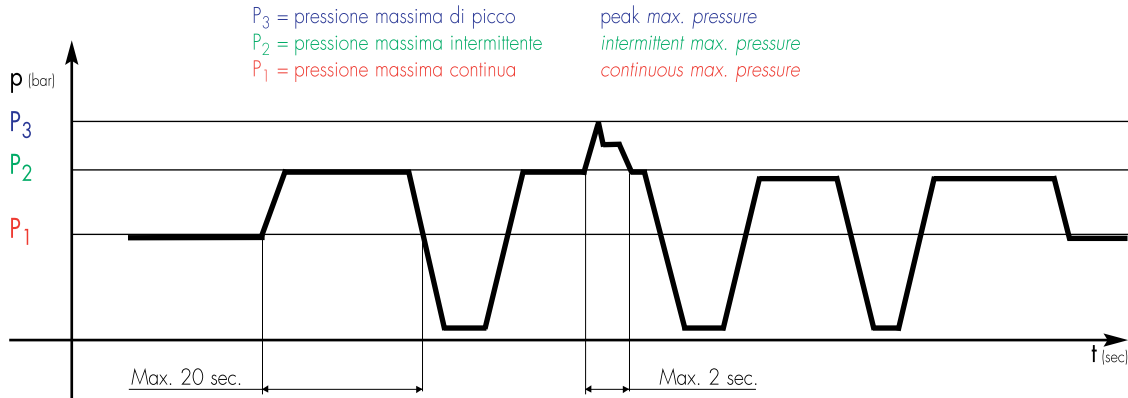 P3 = pressione massima di picco peak max. pressure
P2 = pressione massima intermittente intermittent max. pressure
P1 = pressione massima continua continuous max. pressure
p (bar)
P3
P2
P1
t (sec)
Max. 20 sec. Max. 2 sec.